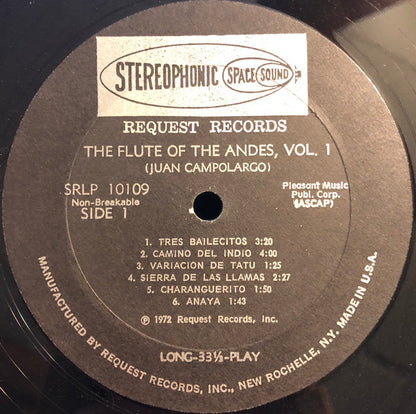 STEREOPHONIC SPACE SOUND
REQUEST RECORDS
THE FLUTE OF THE ANDES, VOL. 1
(JUAN CAMPOLARGO)
SRLP 10109
Non-Breakable
SIDE 1
Pleasant Music
Publ. Corp.
(ASCAP)
1. TRES BAILECITOS 3:20
2. CAMINO DEL INDIO 4:00
3. VARIACION DE TATU 1:25
4. SIERRA DE LAS LLAMAS 2:27
5. CHARANGUERITO 1:50
6. ANAYA 1:43
℗ 1972 Request Records, Inc.
LONG-33⅓-PLAY
MANUFACTURED BY REQUEST RECORDS, INC., NEW ROCHELLE, N.Y. MADE IN U.S.A.